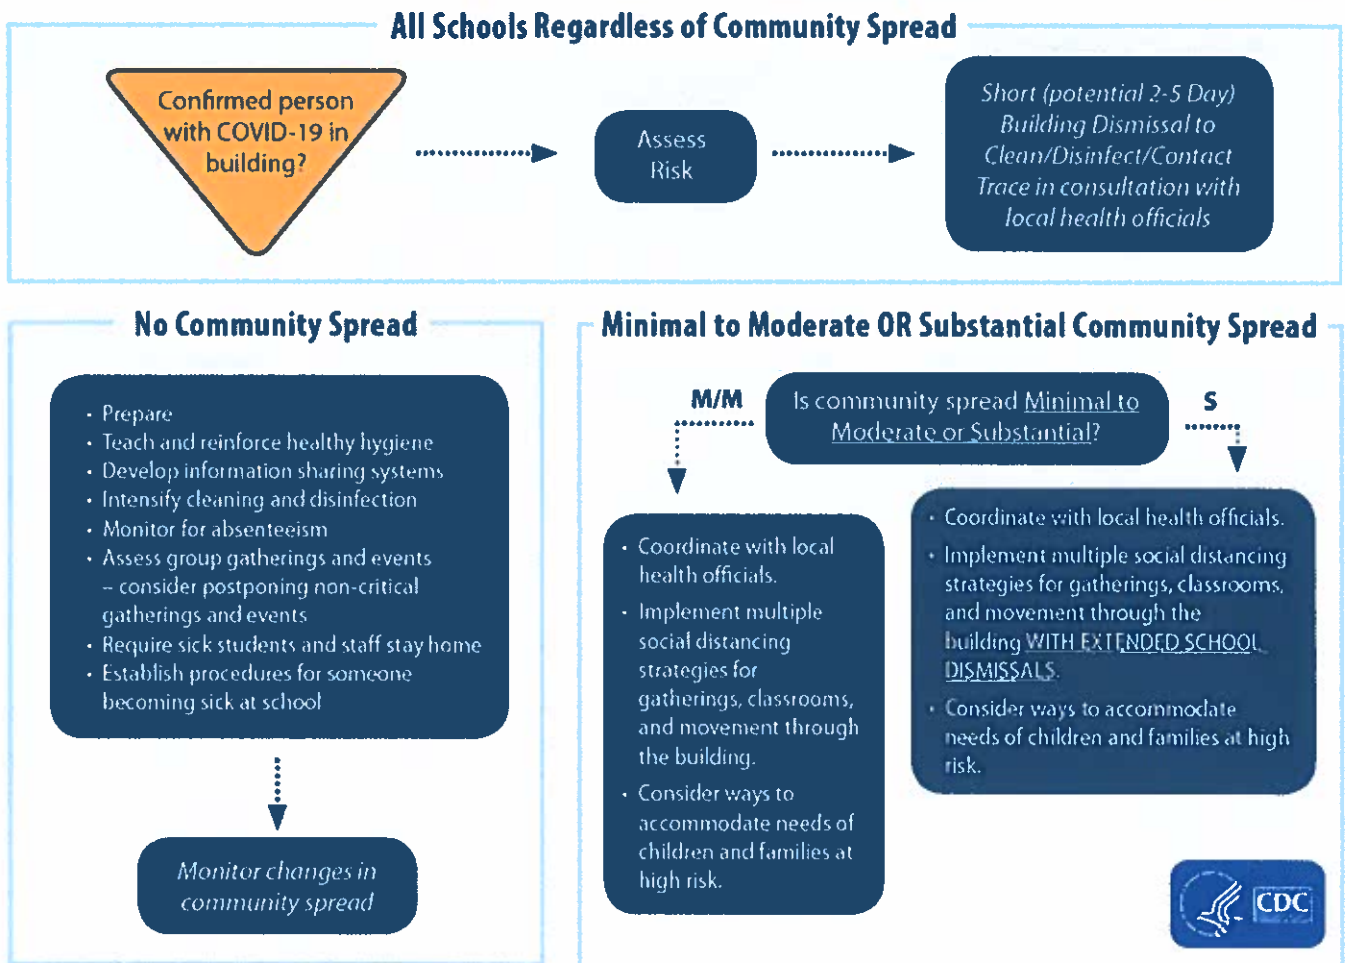 All Schools Regardless of Community Spread
Confirmed person
with COVID-19 in
building?
Assess
Risk
Short (potential 2-5 Day)
Building Dismissal to
Clean/Disinfect/Contact
Trace in consultation with
local health officials
No Community Spread
• Prepare
• Teach and reinforce healthy hygiene
• Develop information sharing systems
• Intensify cleaning and disinfection
• Monitor for absenteeism
• Assess group gatherings and events
– consider postponing non-critical
gatherings and events
• Require sick students and staff stay home
• Establish procedures for someone
becoming sick at school
Monitor changes in
community spread
Minimal to Moderate OR Substantial Community Spread
Is community spread Minimal to
Moderate or Substantial?
M/M
S
• Coordinate with local
health officials.
• Implement multiple
social distancing
strategies for
gatherings, classrooms,
and movement through
the building.
• Consider ways to
accommodate needs of
children and families at
high risk.
• Coordinate with local health officials.
• Implement multiple social distancing
strategies for gatherings, classrooms,
and movement through the
building WITH EXTENDED SCHOOL
DISMISSALS.
• Consider ways to accommodate
needs of children and families at high
risk.
CDC